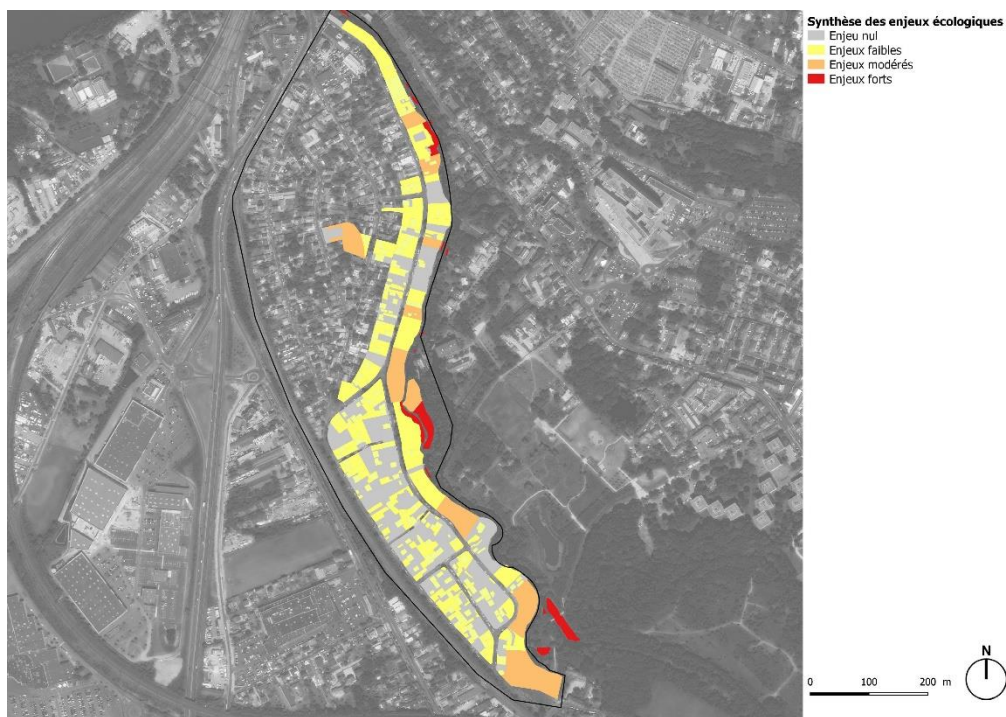 Synthèse des enjeux écologiques
Enjeu nul
Enjeux faibles
Enjeux modérés
Enjeux forts
N
0 100 200 m